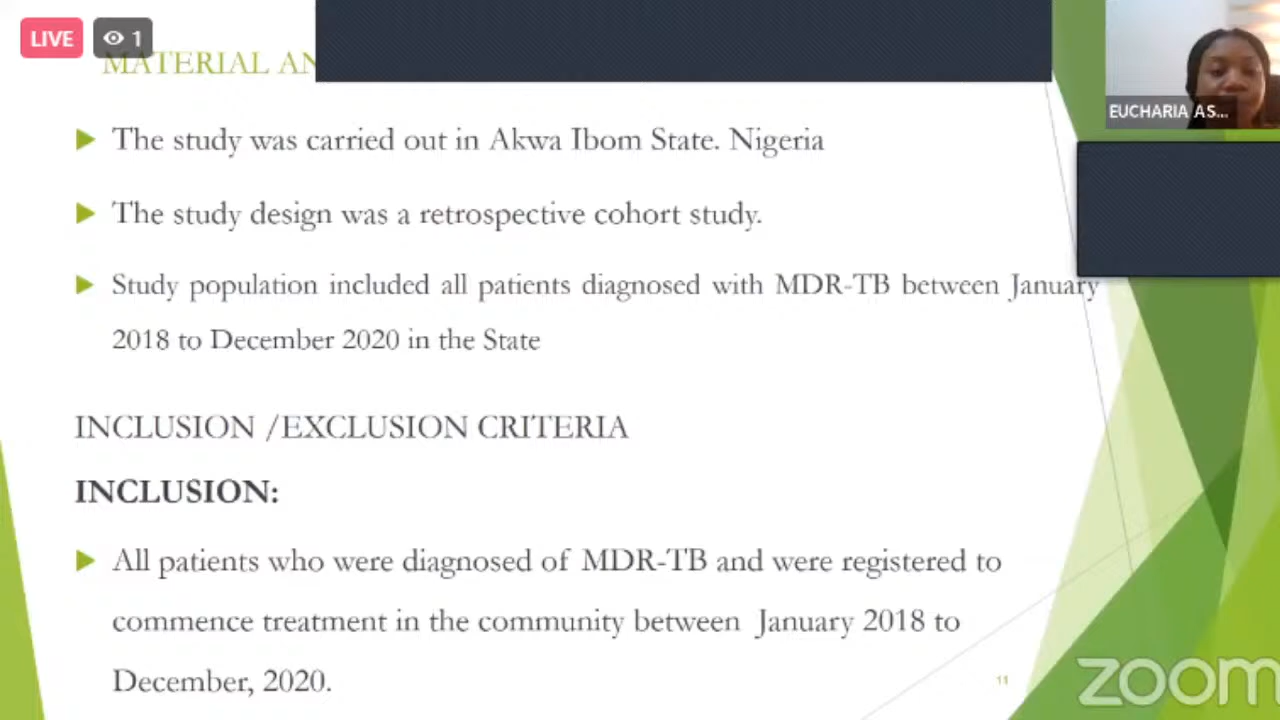 LIVE
1
MATERIAL
EUCHARIA AS...
The study was carried out in Akwa Ibom State. Nigeria
The study design was a retrospective cohort study.
Study population included all patients diagnosed with MDR-TB between January
2018 to December 2020 in the State
INCLUSION /EXCLUSION CRITERIA
INCLUSION:
All patients who were diagnosed of MDR-TB and were registered to
commence treatment in the community between January 2018 to
December, 2020.
11
zoom